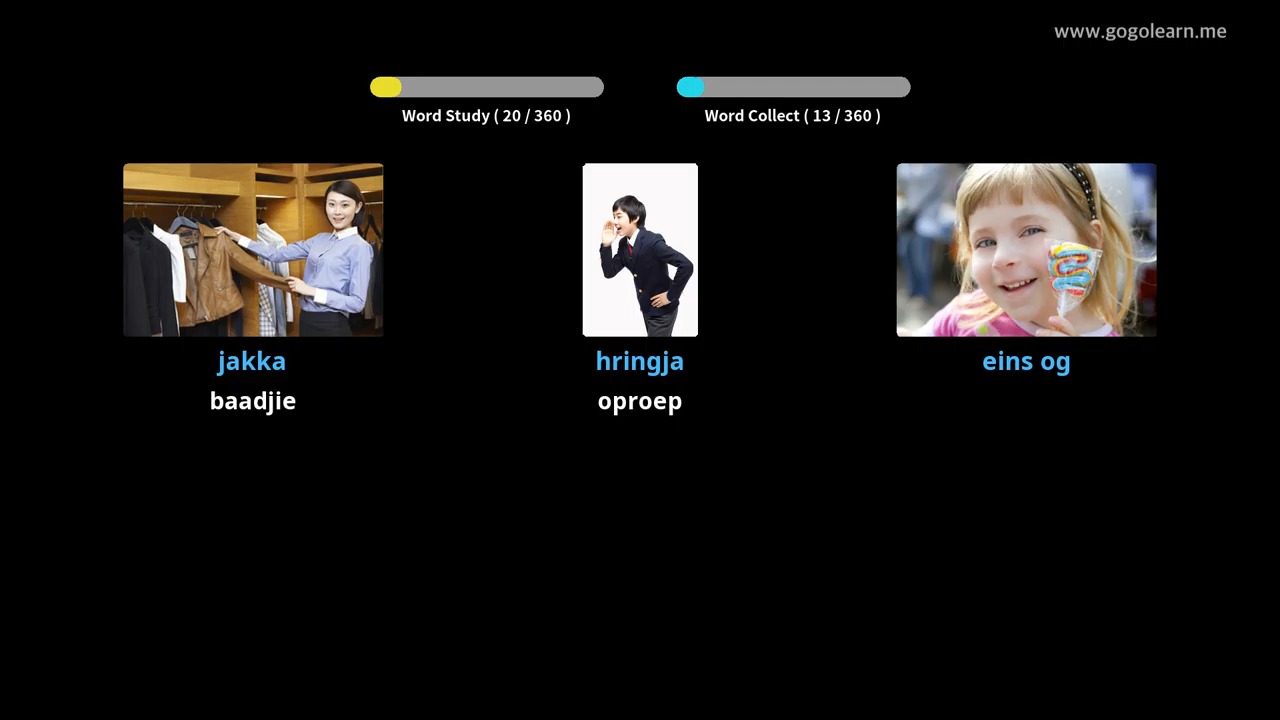 www.gogolearn.me
Word Study ( 20 / 360 )
Word Collect ( 13 / 360 )
jakka
hringja
eins og
baadjie
oproep